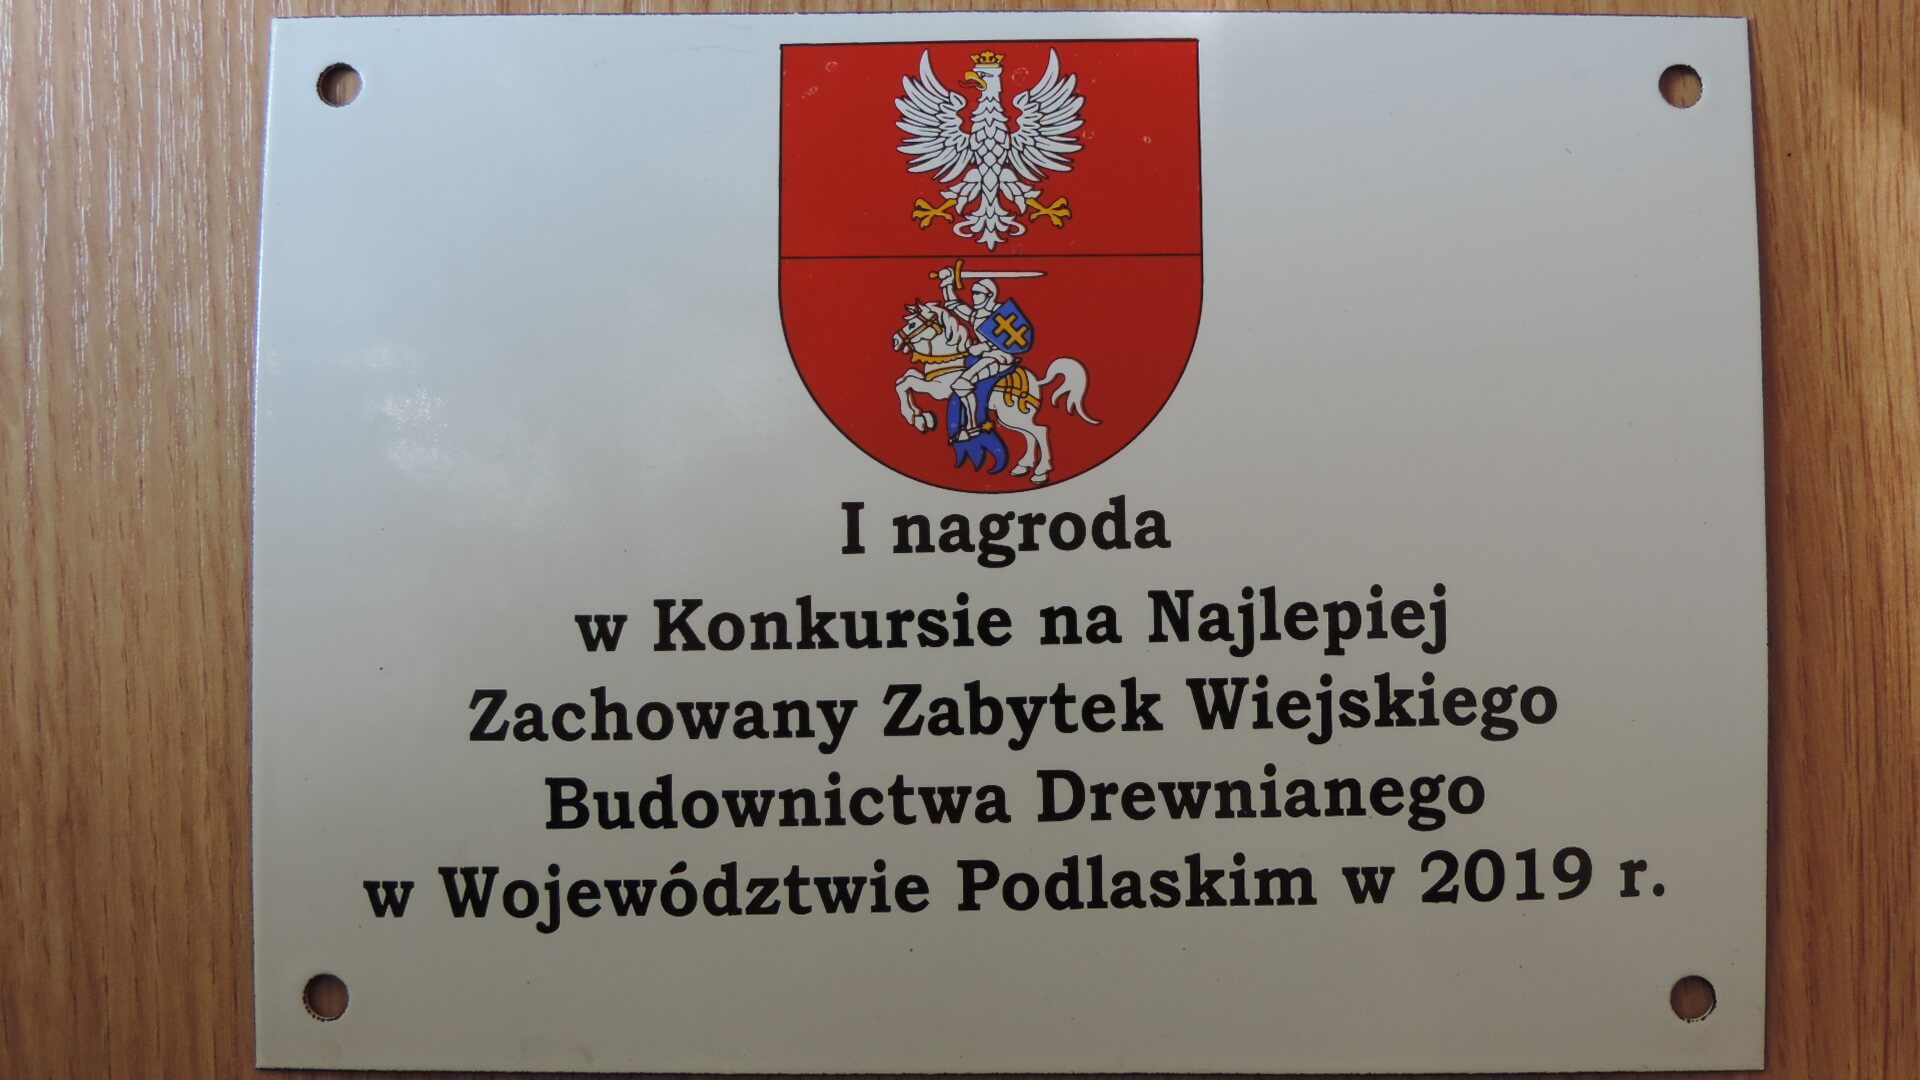 I nagroda
w Konkursie na Najlepiej
Zachowany Zabytek Wiejskiego
Budownictwa Drewnianego
w Województwie Podlaskim w 2019 r.